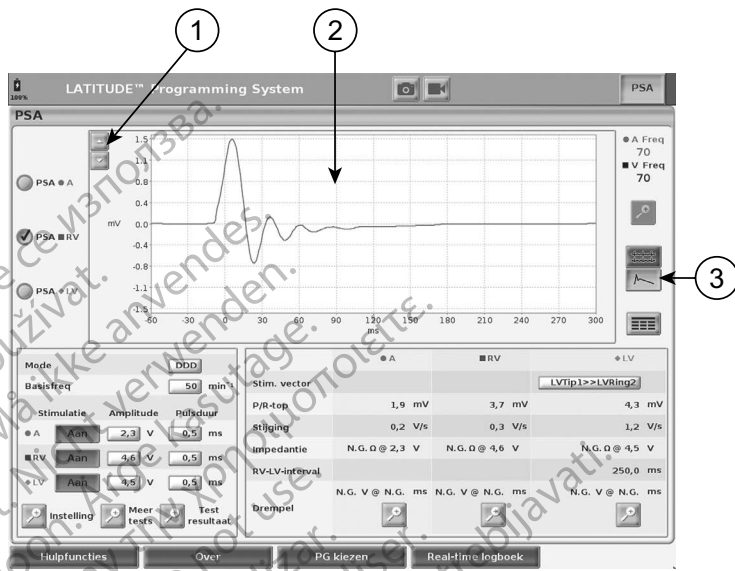 1
2
100%
LATITUDE™ Programming System
PSA
PSA
1.5
1.1
0.8
0.4
0.0
-0.4
-0.8
-1.1
-1.5
mV
-60 -30 0 30 60 90 120 150 180 210 240 270 300
ms
PSA A
PSA RV
PSA LV
A Freq
70
V Freq
70
3
Mode DDD
Basisfreq 50 min⁻¹
Stimulatie Amplitude Pulsduur
A Aan 2,3 V 0,5 ms
RV Aan 4,6 V 0,5 ms
LV Aan 4,5 V 0,5 ms
Instelling
Meer tests
Test resultaat
A RV LV
Stim. vector LVTip1>>LVRing2
P/R-top 1,9 mV 3,7 mV 4,3 mV
Stijging 0,2 V/s 0,3 V/s 1,2 V/s
Impedantie N.G. Ω @ 2,3 V N.G. Ω @ 4,6 V N.G. Ω @ 4,5 V
RV-LV-interval 250,0 ms
N.G. V @ N.G. ms N.G. V @ N.G. ms N.G. V @ N.G. ms
Drempel
Hulpfuncties Over PG kiezen Real-time logboek